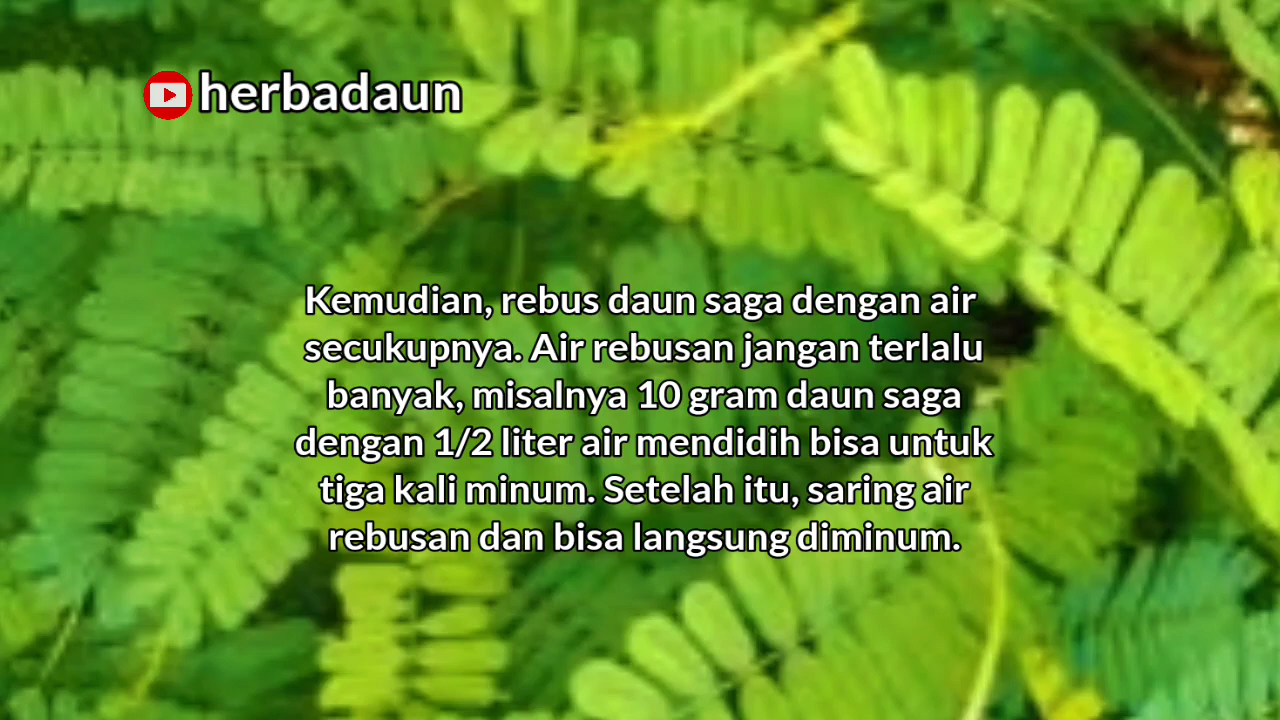 herbadaun
Kemudian, rebus daun saga dengan air
secukupnya. Air rebusan jangan terlalu
banyak, misalnya 10 gram daun saga
dengan 1/2 liter air mendidih bisa untuk
tiga kali minum. Setelah itu, saring air
rebusan dan bisa langsung diminum.